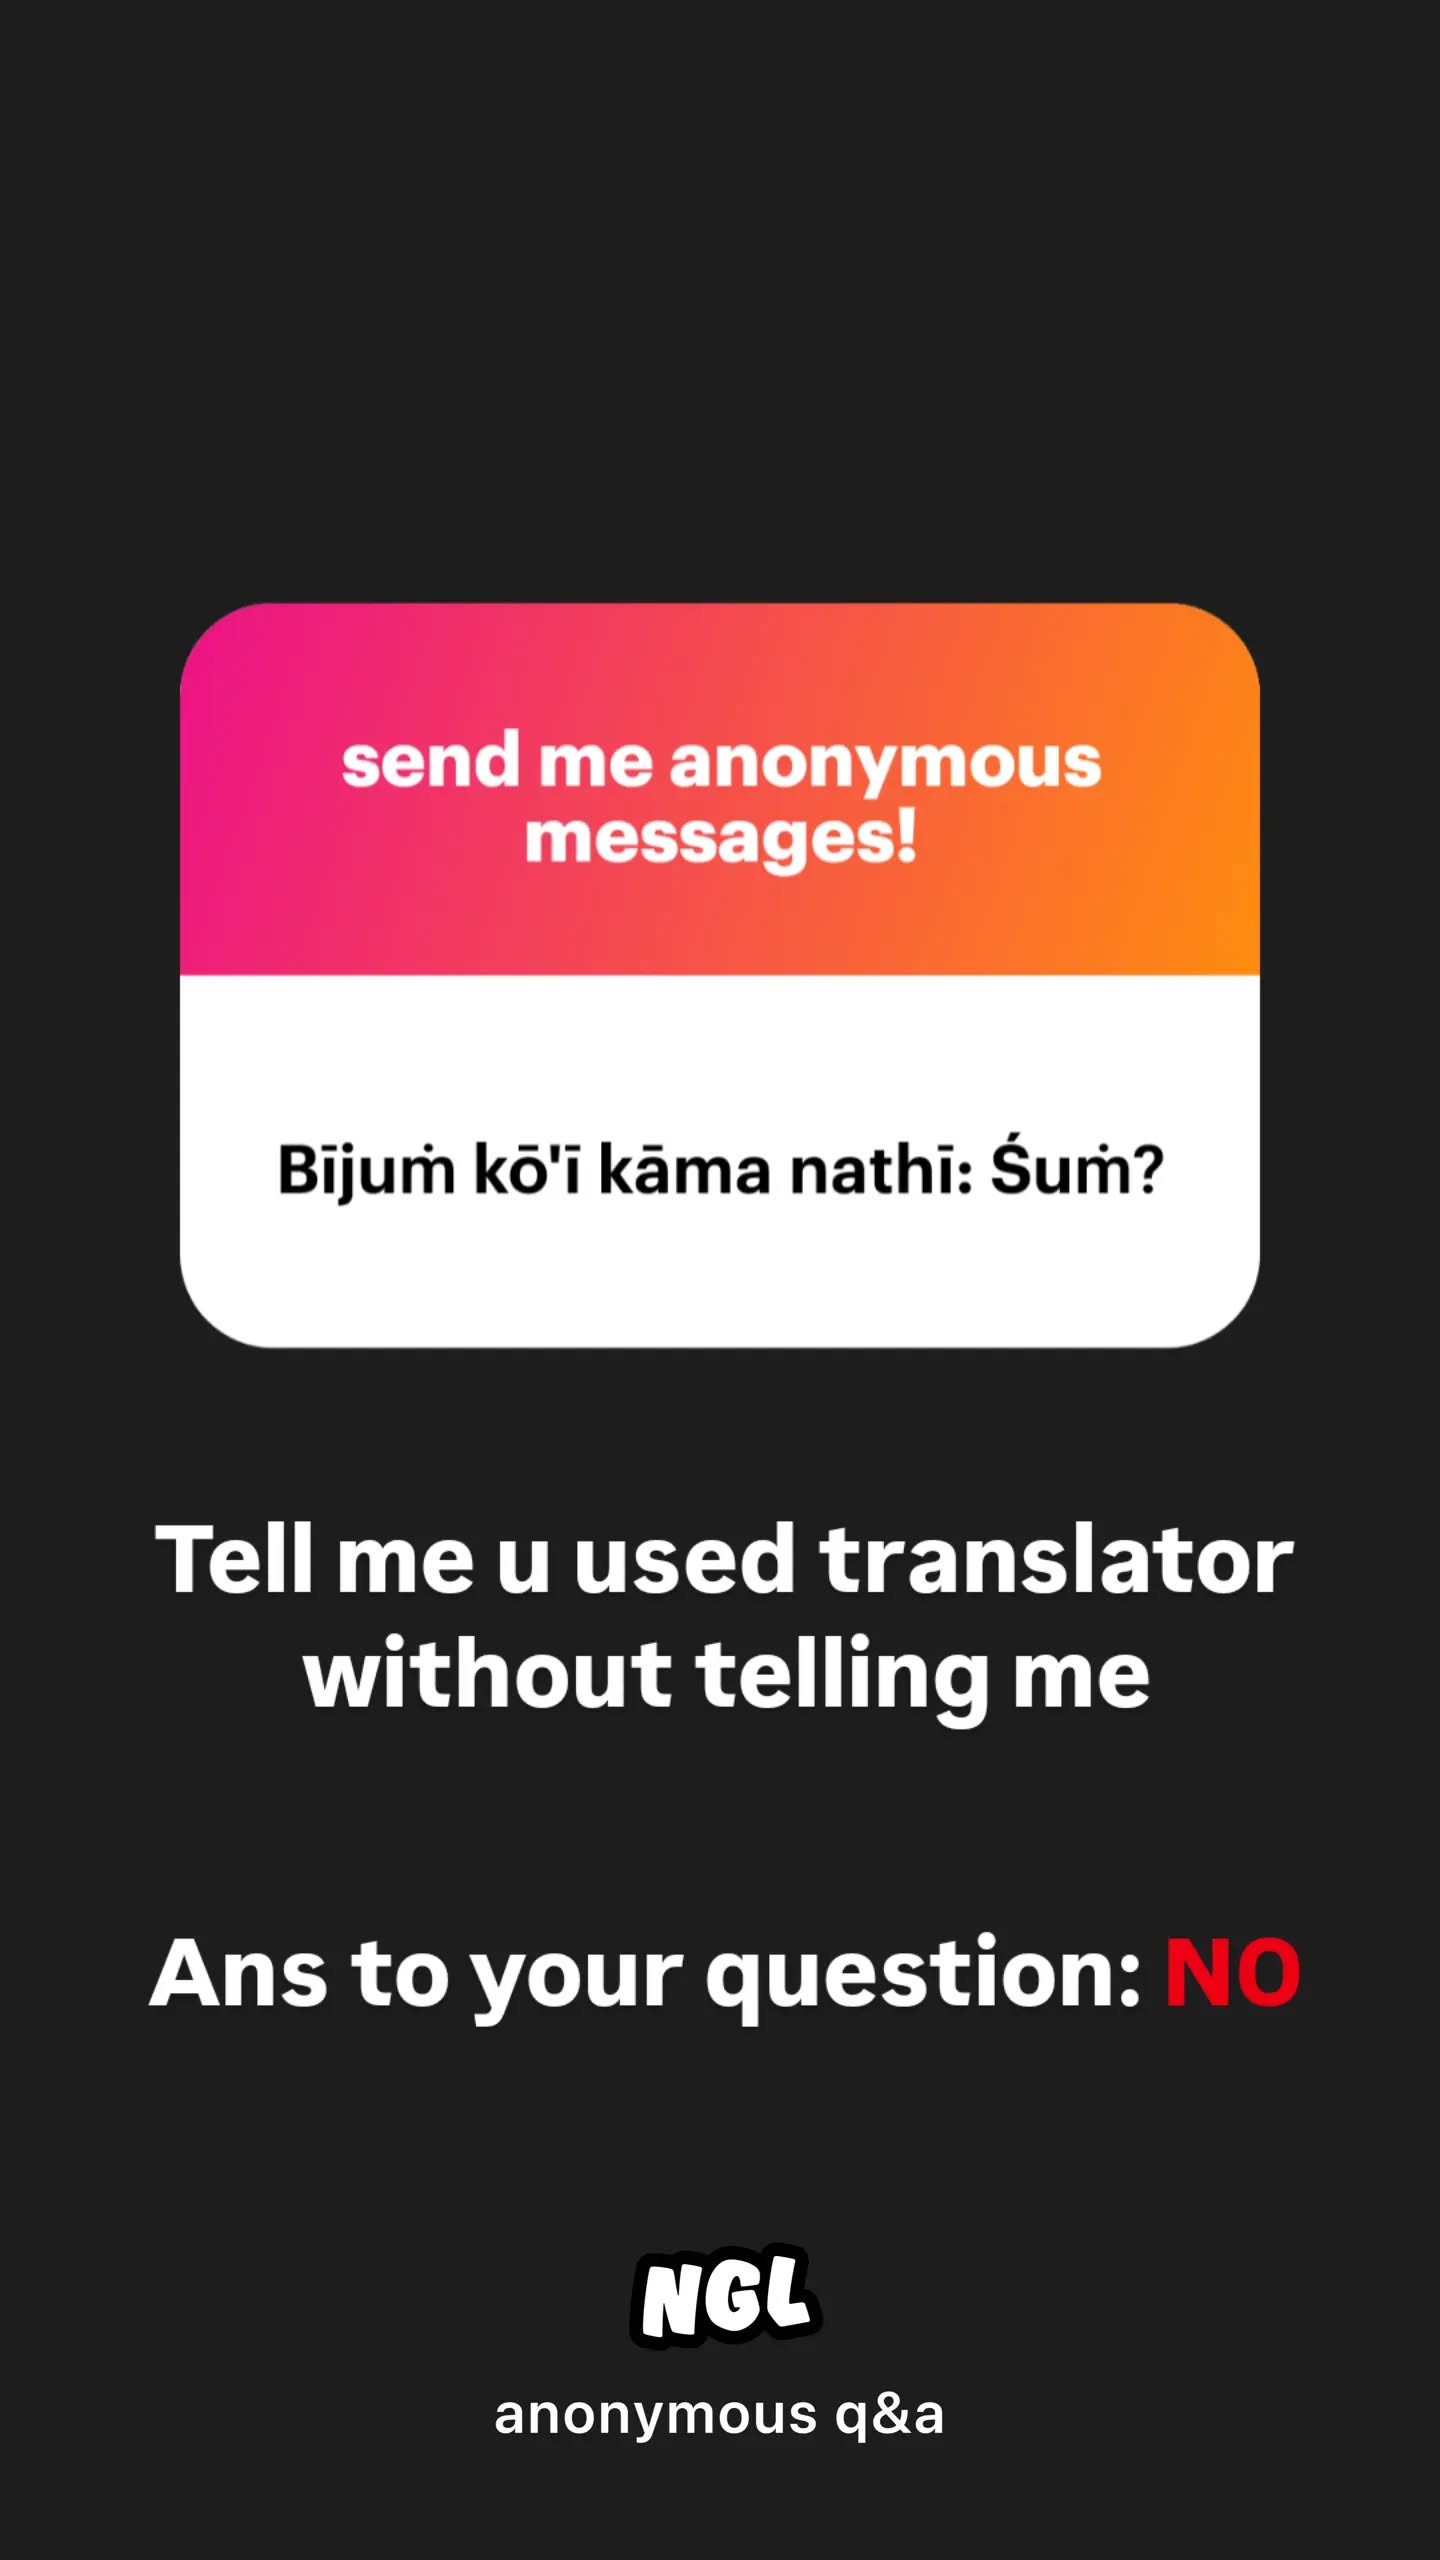 send me anonymous
messages!
Bījuṁ kō'ī kāma nathī: Śuṁ?
Tell me u used translator
without telling me
Ans to your question: NO
NGL
anonymous q&a